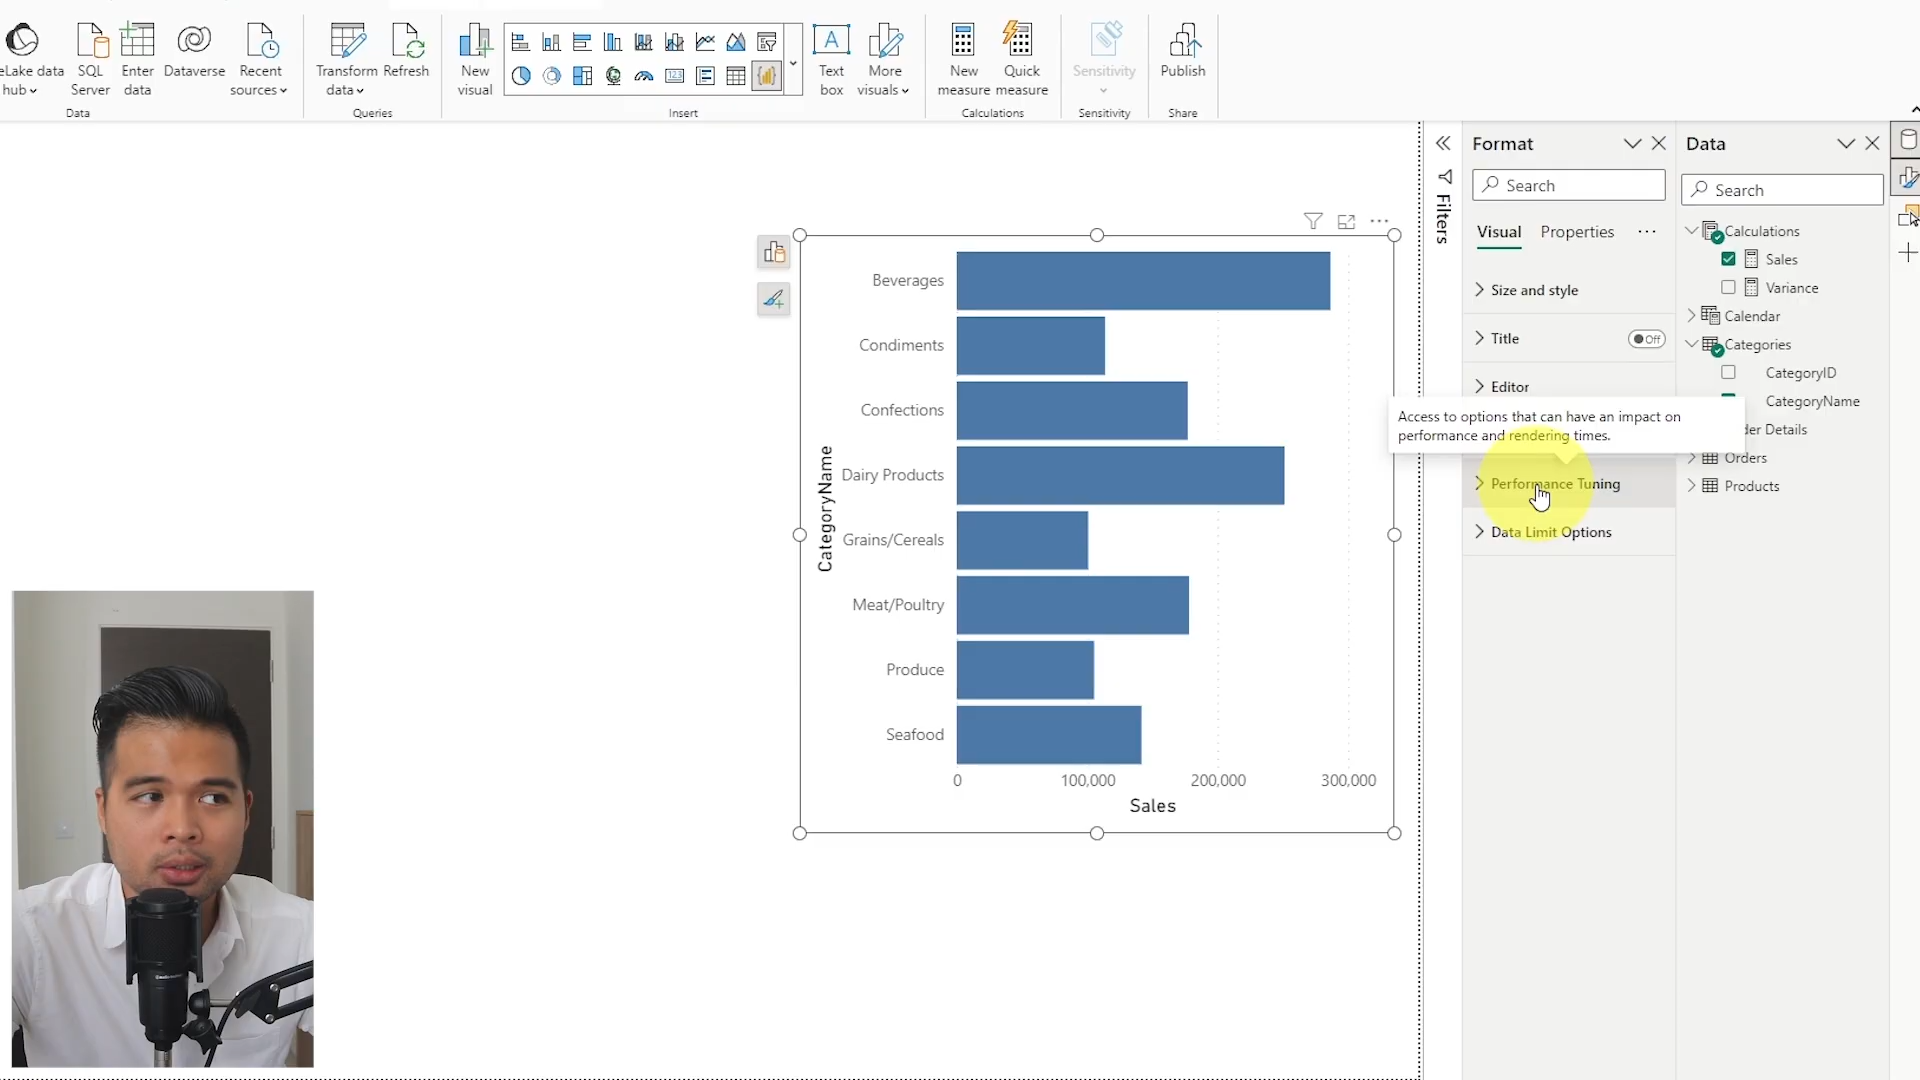 eLake data
hub
SQL
Server
Enter
data
Dataverse
Recent
sources
Data
Transform
data
Refresh
Queries
New
visual
123
Insert
A
Text
box
More
visuals
New
measure
Quick
measure
Calculations
Sensitivity
Sensitivity
Publish
Share
Filters
Format
Search
Visual
Properties
Size and style
Title
Off
Editor
Access to options that can have an impact on
performance and rendering times.
Performance Tuning
Data Limit Options
Data
Search
Calculations
Sales
Variance
Calendar
Categories
CategoryID
CategoryName
der Details
Orders
Products
CategoryName
Beverages
Condiments
Confections
Dairy Products
Grains/Cereals
Meat/Poultry
Produce
Seafood
0
100,000
200,000
300,000
Sales